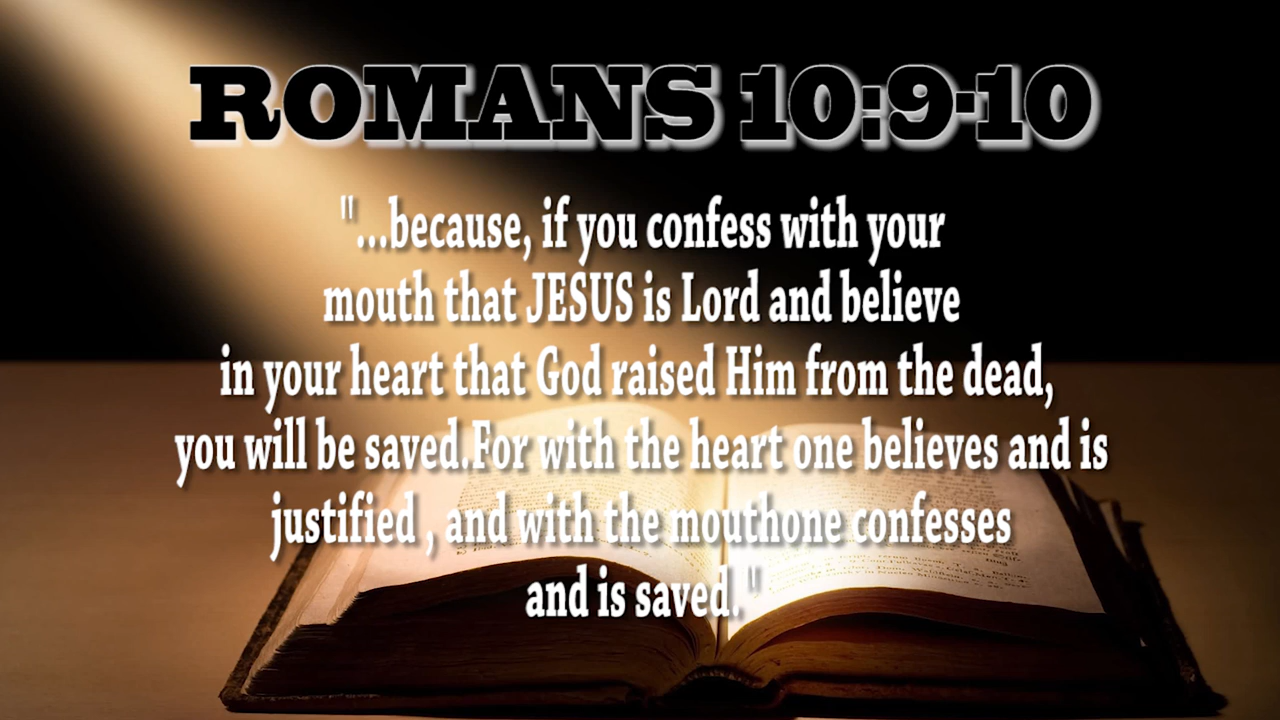 ROMANS 10:9-10
"...because, if you confess with your
mouth that JESUS is Lord and believe
in your heart that God raised Him from the dead,
you will be saved.For with the heart one believes and is
justified , and with the mouthone confesses
and is saved."